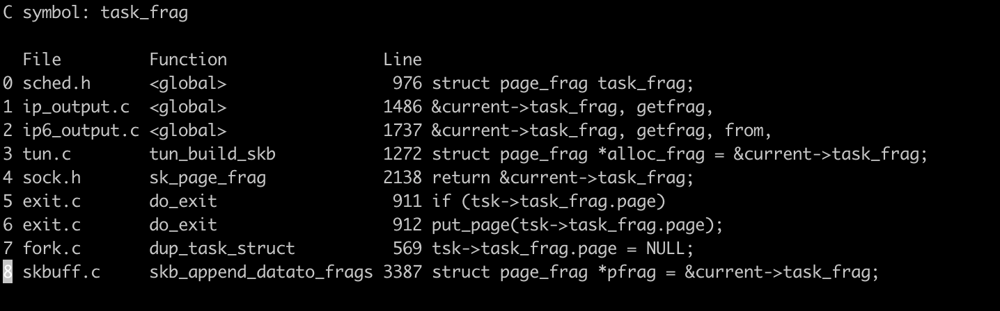 C symbol: task_frag
File Function Line
0 sched.h <global> 976 struct page_frag task_frag;
1 ip_output.c <global> 1486 &current->task_frag, getfrag,
2 ip6_output.c <global> 1737 &current->task_frag, getfrag, from,
3 tun.c tun_build_skb 1272 struct page_frag *alloc_frag = &current->task_frag;
4 sock.h sk_page_frag 2138 return &current->task_frag;
5 exit.c do_exit 911 if (tsk->task_frag.page)
6 exit.c do_exit 912 put_page(tsk->task_frag.page);
7 fork.c dup_task_struct 569 tsk->task_frag.page = NULL;
8 skbuff.c skb_append_datato_frags 3387 struct page_frag *pfrag = &current->task_frag;